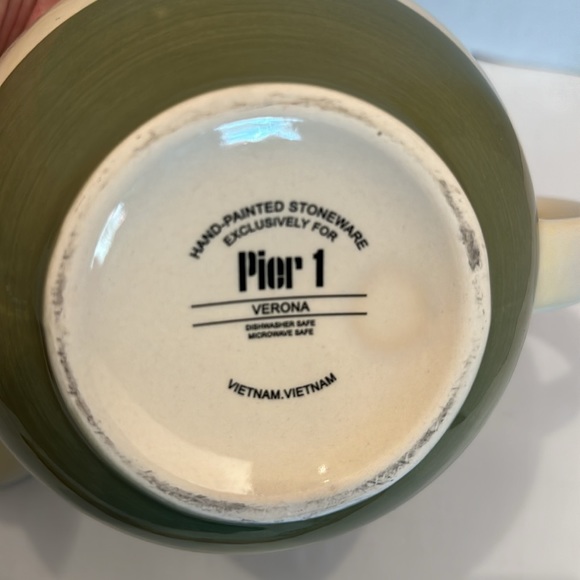 HAND-PAINTED STONEWARE
EXCLUSIVELY FOR
Pier 1
VERONA
DISHWASHER SAFE
MICROWAVE SAFE
VIETNAM.VIETNAM